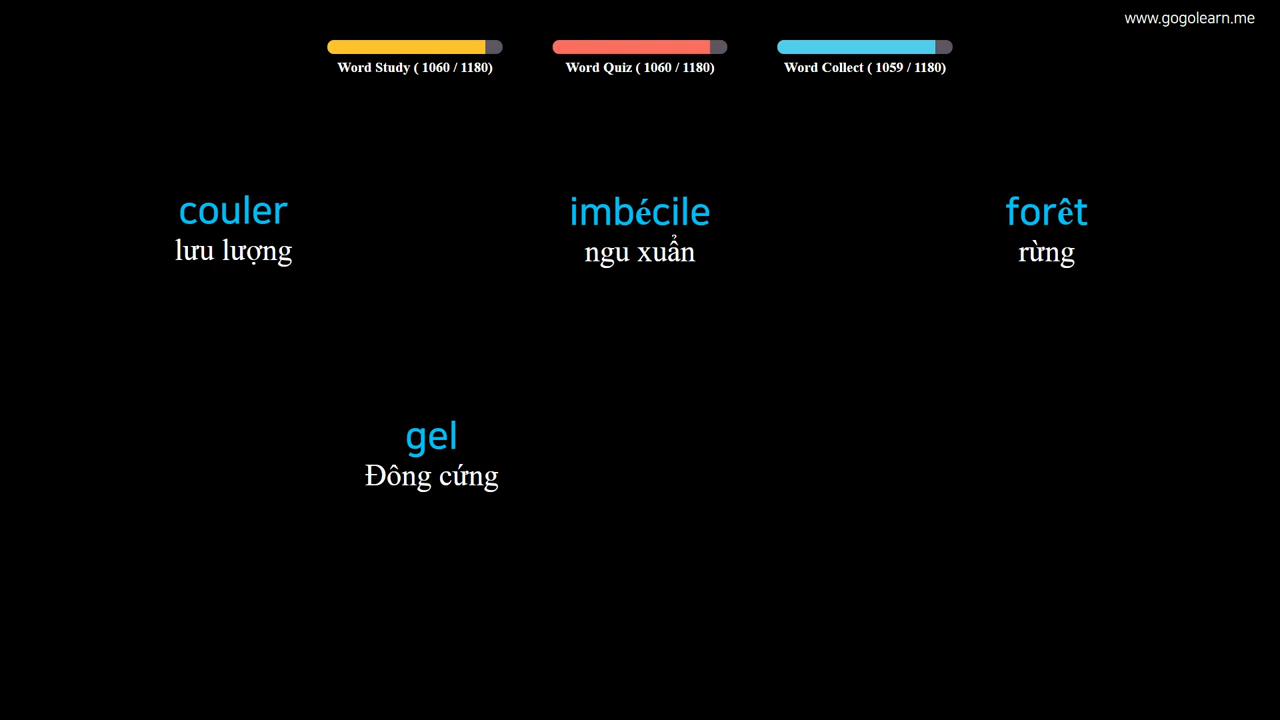 www.gogolearn.me
Word Study ( 1060 / 1180)
Word Quiz ( 1060 / 1180)
Word Collect ( 1059 / 1180)
couler
lưu lượng
imbécile
ngu xuẩn
forêt
rừng
gel
Đông cứng